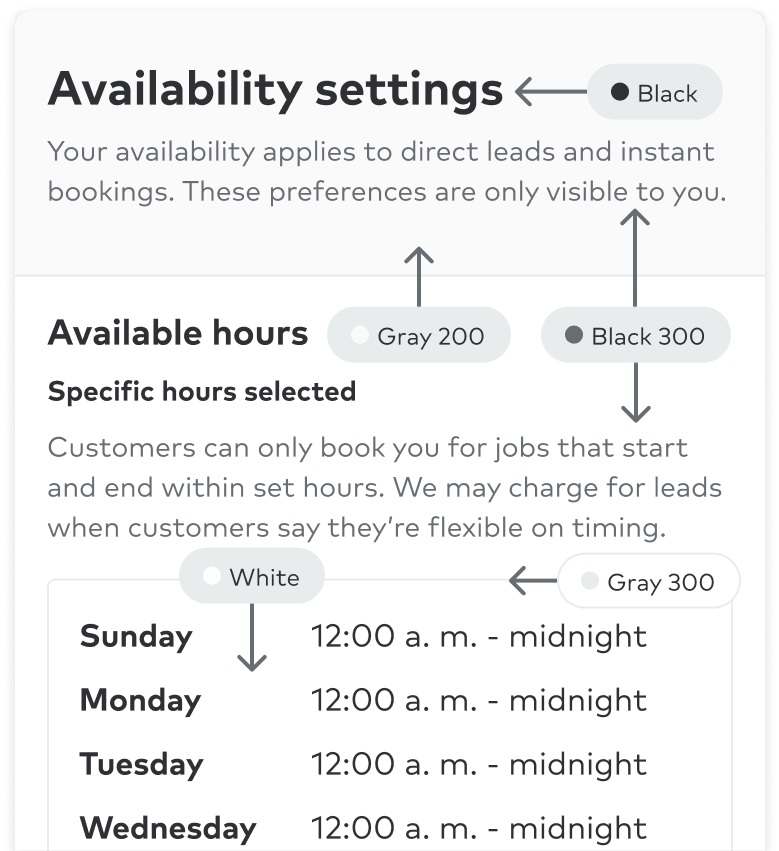 Availability settings
Black
Your availability applies to direct leads and instant
bookings. These preferences are only visible to you.
Available hours
Gray 200
Black 300
Specific hours selected
Customers can only book you for jobs that start
and end within set hours. We may charge for leads
when customers say they’re flexible on timing.
White
Gray 300
Sunday 12:00 a. m. - midnight
Monday 12:00 a. m. - midnight
Tuesday 12:00 a. m. - midnight
Wednesday 12:00 a. m. - midnight